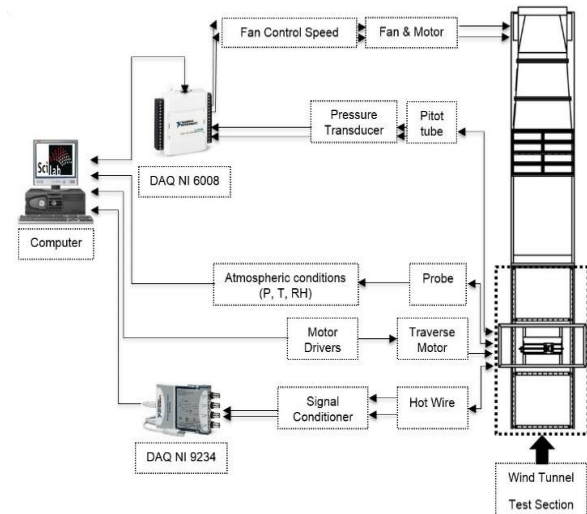 Fan Control Speed
Fan & Motor
Pressure
Transducer
Pitot
tube
Scilab
DAQ NI 6008
Computer
Atmospheric conditions
(P, T, RH)
Probe
Motor
Drivers
Traverse
Motor
Signal
Conditioner
Hot Wire
DAQ NI 9234
Wind Tunnel
Test Section